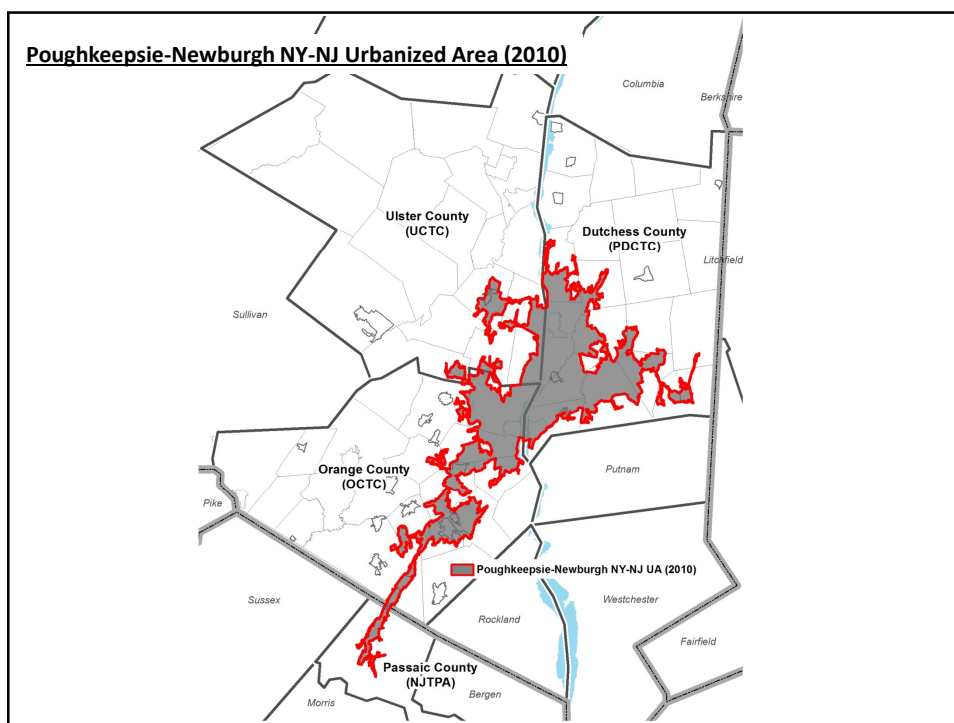 Poughkeepsie-Newburgh NY-NJ Urbanized Area (2010)
Columbia
Berkshire
Ulster County
(UCTC)
Dutchess County
(PDCTC)
Litchfield
Sullivan
Orange County
(OCTC)
Putnam
Pike
Poughkeepsie-Newburgh NY-NJ UA (2010)
Sussex
Westchester
Rockland
Fairfield
Passaic County
(NJTPA)
Bergen
Morris